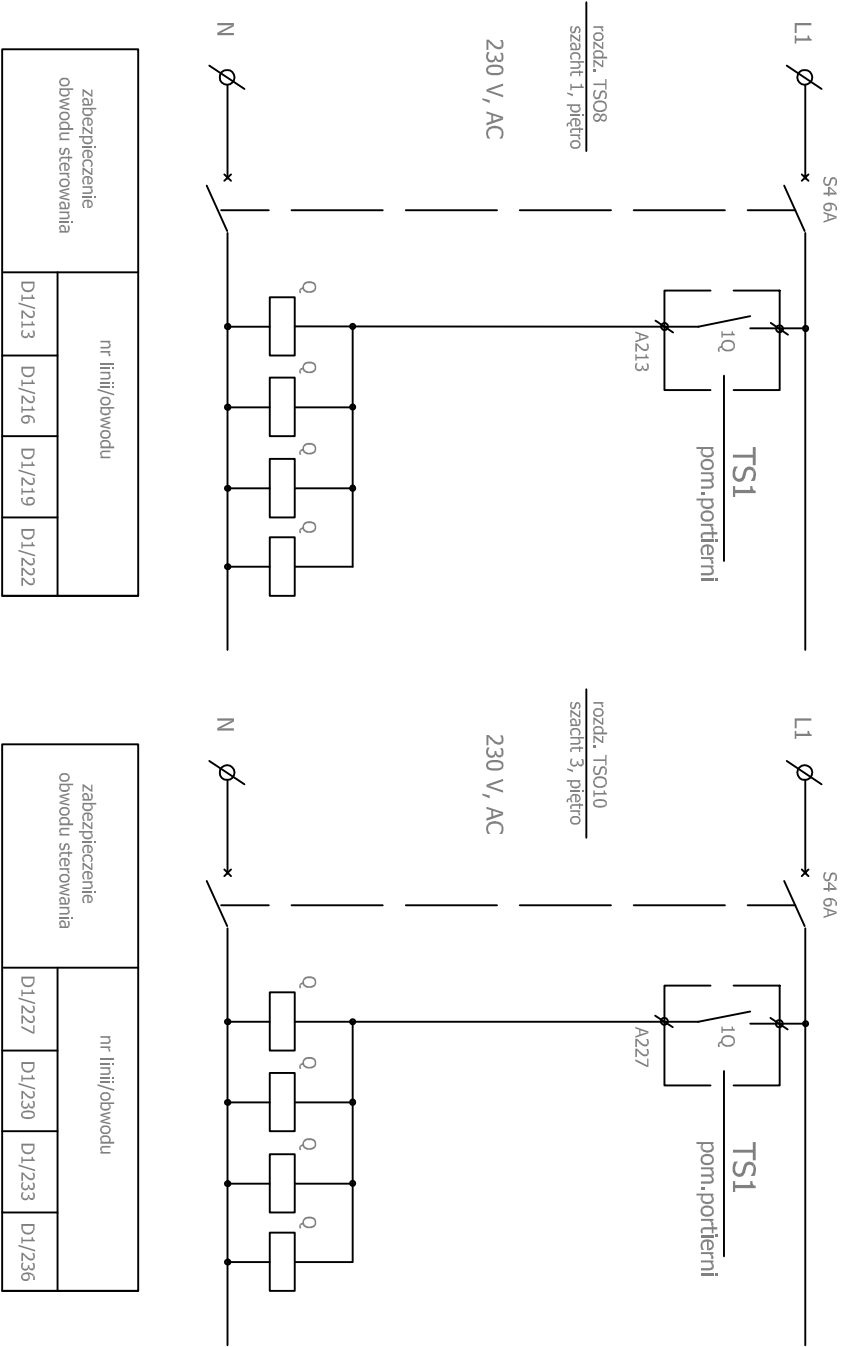 L1
S4 6A
rozdz. TSO8
szacht 1, piętro
230 V, AC
N
1Q
A213
TS1
pom.portierni
Q
Q
Q
Q
zabezpieczenie
obwodu sterowania
nr linii/obwodu
D1/213
D1/216
D1/219
D1/222
L1
S4 6A
rozdz. TSO10
szacht 3, piętro
230 V, AC
N
1Q
A227
TS1
pom.portierni
Q
Q
Q
Q
zabezpieczenie
obwodu sterowania
nr linii/obwodu
D1/227
D1/230
D1/233
D1/236